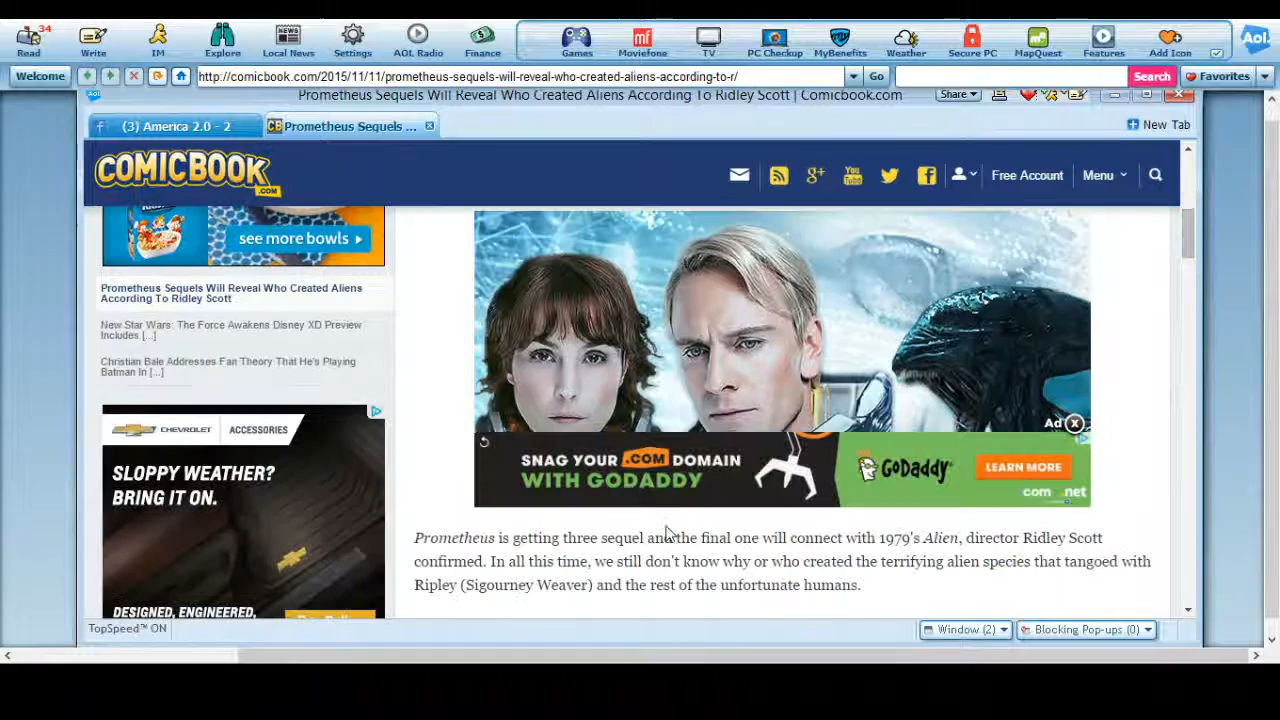 34
Read Write IM Explore Local News Settings AOL Radio Finance Games Moviefone TV PC Checkup MyBenefits Weather Secure PC MapQuest Features Add Icon Aol.
Welcome http://comicbook.com/2015/11/11/prometheus-sequels-will-reveal-who-created-aliens-according-to-r/ Go Search Favorites
Prometheus Sequels Will Reveal Who Created Aliens According To Ridley Scott | Comicbook.com Share
(3) America 2.0 - 2 Prometheus Sequels ... New Tab
COMICBOOK .COM Free Account Menu
see more bowls
Prometheus Sequels Will Reveal Who Created Aliens
According To Ridley Scott
New Star Wars: The Force Awakens Disney XD Preview
Includes [...]
Christian Bale Addresses Fan Theory That He's Playing
Batman In [...]
CHEVROLET ACCESSORIES
SLOPPY WEATHER?
BRING IT ON.
DESIGNED, ENGINEERED,
Ad X
SNAG YOUR .COM DOMAIN
WITH GODADDY
GoDaddy
LEARN MORE
com .net
Prometheus is getting three sequel and the final one will connect with 1979's Alien, director Ridley Scott
confirmed. In all this time, we still don't know why or who created the terrifying alien species that tangoed with
Ripley (Sigourney Weaver) and the rest of the unfortunate humans.
TopSpeed™ ON Window (2) Blocking Pop-ups (0)